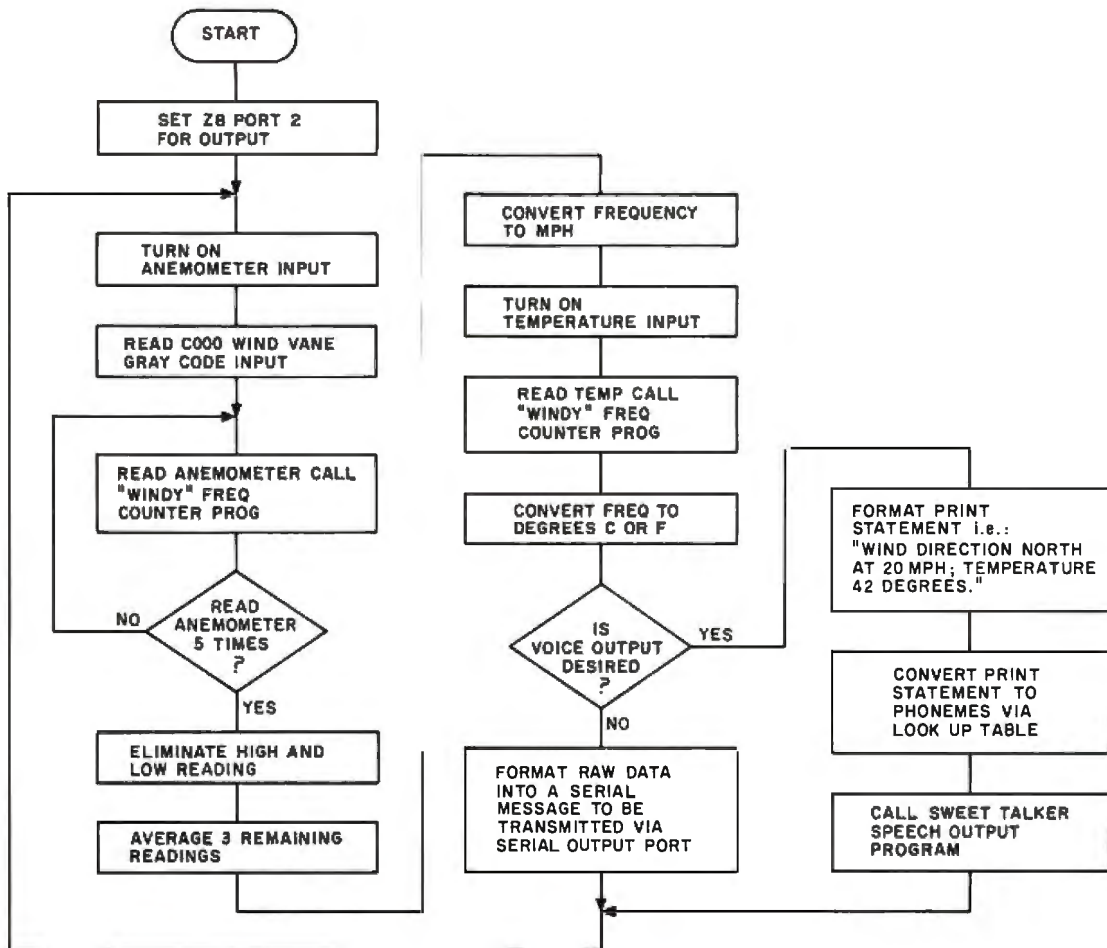 START
SET Z8 PORT 2
FOR OUTPUT
TURN ON
ANEMOMETER INPUT
READ C000 WIND VANE
GRAY CODE INPUT
READ ANEMOMETER CALL
"WINDY" FREQ
COUNTER PROG
READ
ANEMOMETER
5 TIMES
?
NO
YES
ELIMINATE HIGH AND
LOW READING
AVERAGE 3 REMAINING
READINGS
CONVERT FREQUENCY
TO MPH
TURN ON
TEMPERATURE INPUT
READ TEMP CALL
"WINDY" FREQ
COUNTER PROG
CONVERT FREQ TO
DEGREES C OR F
IS
VOICE OUTPUT
DESIRED
?
YES
NO
FORMAT RAW DATA
INTO A SERIAL
MESSAGE TO BE
TRANSMITTED VIA
SERIAL OUTPUT PORT
FORMAT PRINT
STATEMENT i.e.:
"WIND DIRECTION NORTH
AT 20 MPH; TEMPERATURE
42 DEGREES."
CONVERT PRINT
STATEMENT TO
PHONEMES VIA
LOOK UP TABLE
CALL SWEET TALKER
SPEECH OUTPUT
PROGRAM